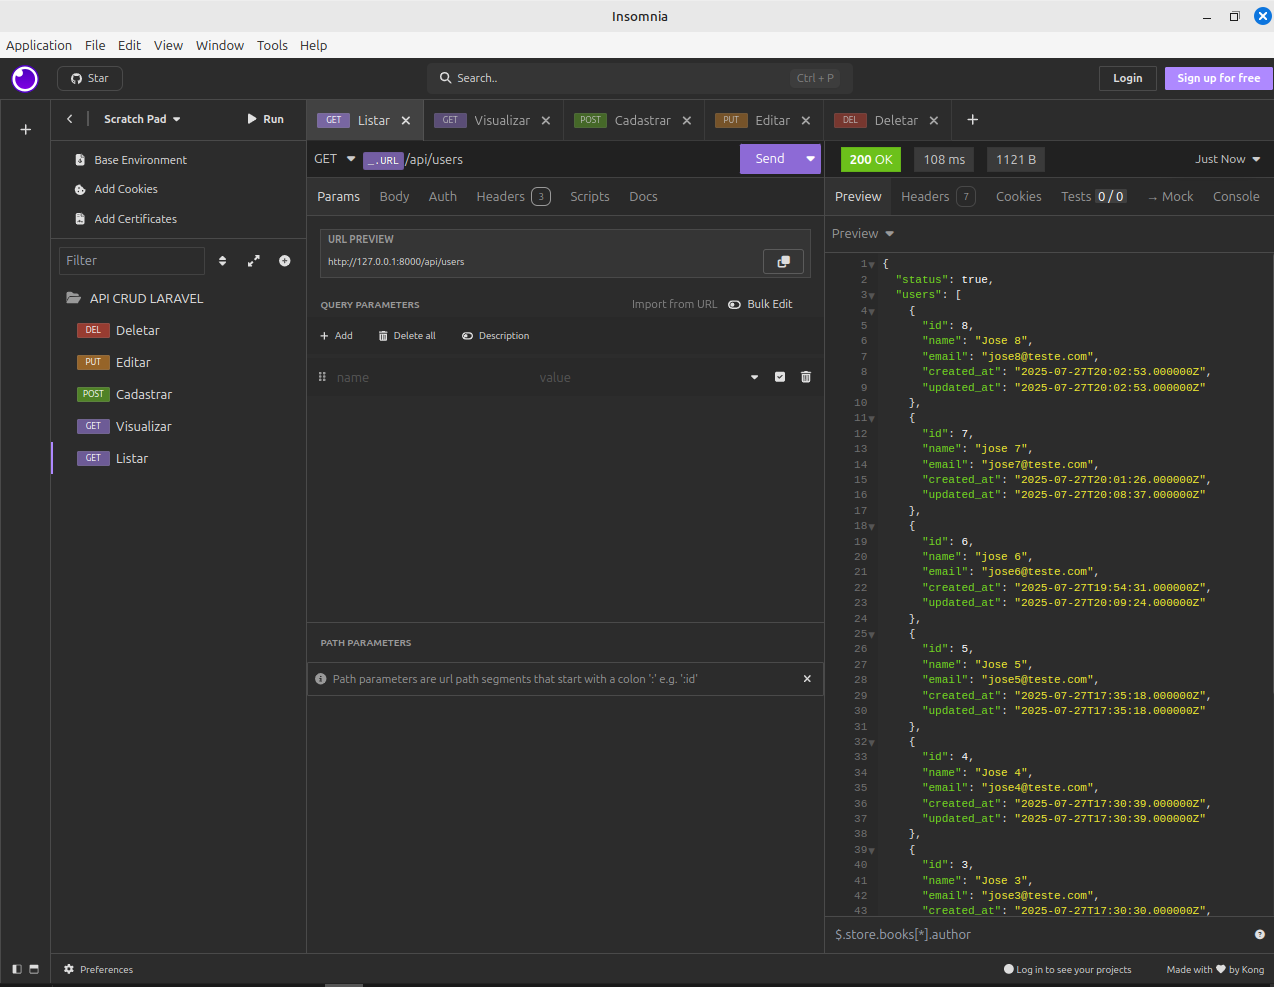 Insomnia
Application File Edit View Window Tools Help
Star
Search..
Ctrl + P
Login
Sign up for free
Scratch Pad
Run
Base Environment
Add Cookies
Add Certificates
Filter
API CRUD LARAVEL
DEL Deletar
PUT Editar
POST Cadastrar
GET Visualizar
GET Listar
GET Listar
GET Visualizar
POST Cadastrar
PUT Editar
DEL Deletar
GET
_.URL/api/users
Send
Params Body Auth Headers 3 Scripts Docs
URL PREVIEW
http://127.0.0.1:8000/api/users
QUERY PARAMETERS
Import from URL
Bulk Edit
Add
Delete all
Description
name value
PATH PARAMETERS
Path parameters are url path segments that start with a colon ':' e.g. ':id'
200 OK
108 ms
1121 B
Just Now
Preview Headers 7 Cookies Tests 0 / 0 → Mock Console
Preview
1 {
2 "status": true,
3 "users": [
4 {
5 "id": 8,
6 "name": "Jose 8",
7 "email": "jose8@teste.com",
8 "created_at": "2025-07-27T20:02:53.000000Z",
9 "updated_at": "2025-07-27T20:02:53.000000Z"
10 },
11 {
12 "id": 7,
13 "name": "jose 7",
14 "email": "jose7@teste.com",
15 "created_at": "2025-07-27T20:01:26.000000Z",
16 "updated_at": "2025-07-27T20:08:37.000000Z"
17 },
18 {
19 "id": 6,
20 "name": "jose 6",
21 "email": "jose6@teste.com",
22 "created_at": "2025-07-27T19:54:31.000000Z",
23 "updated_at": "2025-07-27T20:09:24.000000Z"
24 },
25 {
26 "id": 5,
27 "name": "Jose 5",
28 "email": "jose5@teste.com",
29 "created_at": "2025-07-27T17:35:18.000000Z",
30 "updated_at": "2025-07-27T17:35:18.000000Z"
31 },
32 {
33 "id": 4,
34 "name": "Jose 4",
35 "email": "jose4@teste.com",
36 "created_at": "2025-07-27T17:30:39.000000Z",
37 "updated_at": "2025-07-27T17:30:39.000000Z"
38 },
39 {
40 "id": 3,
41 "name": "Jose 3",
42 "email": "jose3@teste.com",
43 "created_at": "2025-07-27T17:30:30.000000Z",
$.store.books[*].author
Preferences
Log in to see your projects
Made with ♥ by Kong